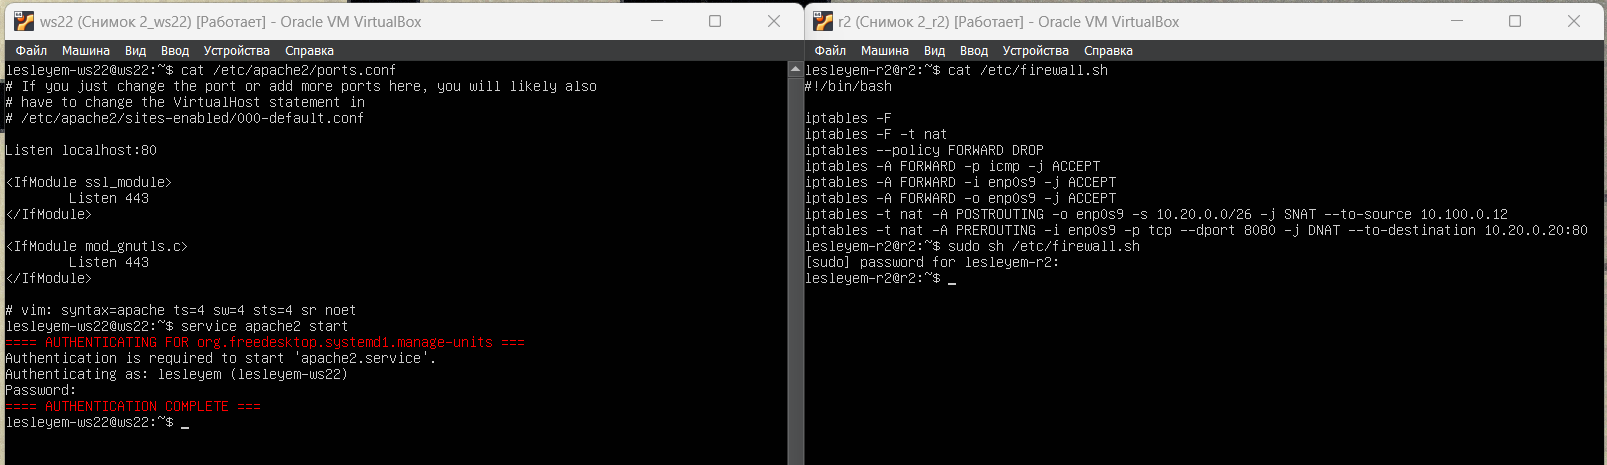 ws22 (Снимок 2_ws22) [Работает] - Oracle VM VirtualBox
Файл Машина Вид Ввод Устройства Справка
lesleyem-ws22@ws22:~$ cat /etc/apache2/ports.conf
# If you just change the port or add more ports here, you will likely also
# have to change the VirtualHost statement in
# /etc/apache2/sites-enabled/000-default.conf
Listen localhost:80
<IfModule ssl_module>
Listen 443
</IfModule>
<IfModule mod_gnutls.c>
Listen 443
</IfModule>
# vim: syntax=apache ts=4 sw=4 sts=4 sr noet
lesleyem-ws22@ws22:~$ service apache2 start
==== AUTHENTICATING FOR org.freedesktop.systemd1.manage-units ===
Authentication is required to start 'apache2.service'.
Authenticating as: lesleyem (lesleyem-ws22)
Password:
==== AUTHENTICATION COMPLETE ===
lesleyem-ws22@ws22:~$ _
r2 (Снимок 2_r2) [Работает] - Oracle VM VirtualBox
Файл Машина Вид Ввод Устройства Справка
lesleyem-r2@r2:~$ cat /etc/firewall.sh
#!/bin/bash
iptables -F
iptables -F -t nat
iptables --policy FORWARD DROP
iptables -A FORWARD -p icmp -j ACCEPT
iptables -A FORWARD -i enp0s9 -j ACCEPT
iptables -A FORWARD -o enp0s9 -j ACCEPT
iptables -t nat -A POSTROUTING -o enp0s9 -s 10.20.0.0/26 -j SNAT --to-source 10.100.0.12
iptables -t nat -A PREROUTING -i enp0s9 -p tcp --dport 8080 -j DNAT --to-destination 10.20.0.20:80
lesleyem-r2@r2:~$ sudo sh /etc/firewall.sh
[sudo] password for lesleyem-r2:
lesleyem-r2@r2:~$ _